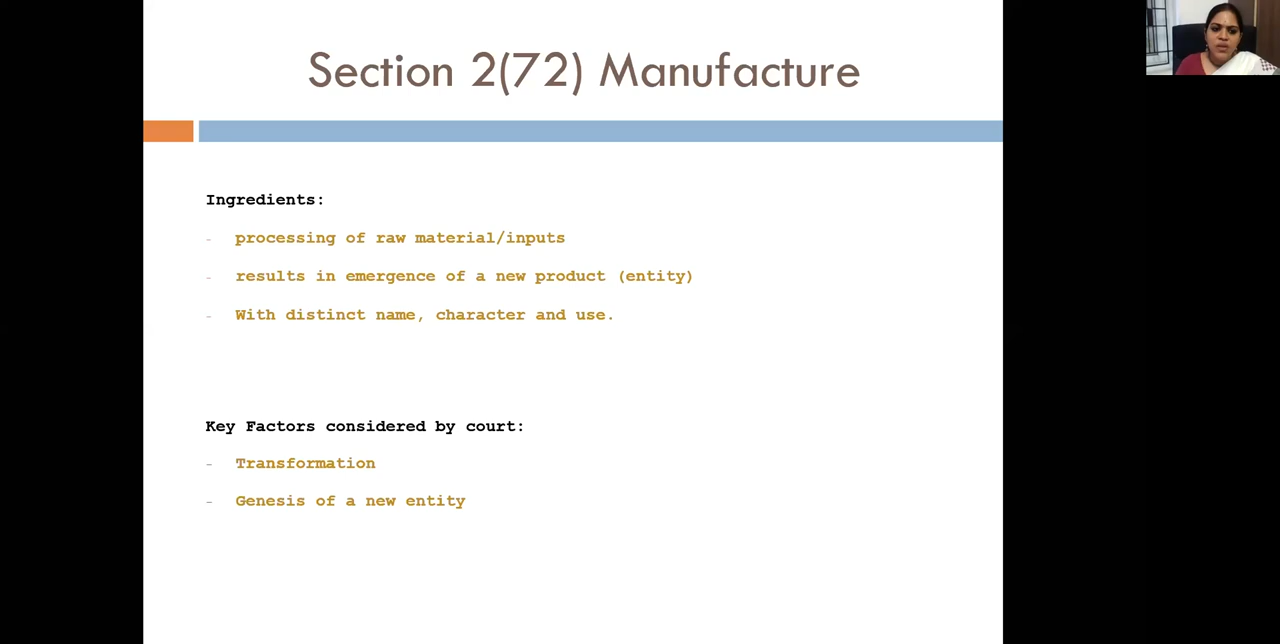 Section 2(72) Manufacture
Ingredients:
- processing of raw material/inputs
- results in emergence of a new product (entity)
- With distinct name, character and use.
Key Factors considered by court:
- Transformation
- Genesis of a new entity